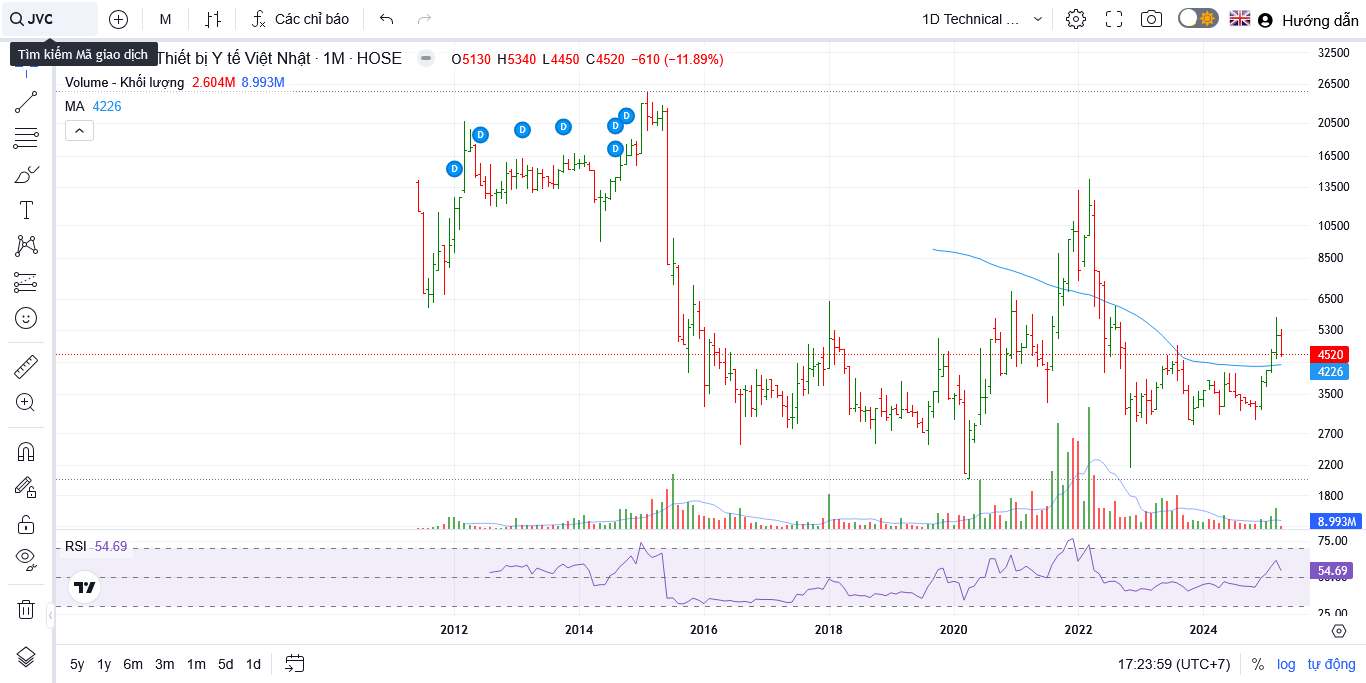 JVC
M
Các chỉ báo
1D Technical ...
Hướng dẫn
Tìm kiếm Mã giao dịch
Thiết bị Y tế Việt Nhật · 1M · HOSE
O5130 H5340 L4450 C4520 −610 (−11.89%)
Volume - Khối lượng 2.604M 8.993M
MA 4226
D
D
D
D
D
D
D
32500
26500
20500
16500
13500
10500
8500
6500
5300
4520
4226
3500
2700
2200
1800
8.993M
RSI 54.69
75.00
54.69
25.00
2012
2014
2016
2018
2020
2022
2024
5y 1y 6m 3m 1m 5d 1d
17:23:59 (UTC+7)
%
log
tự động